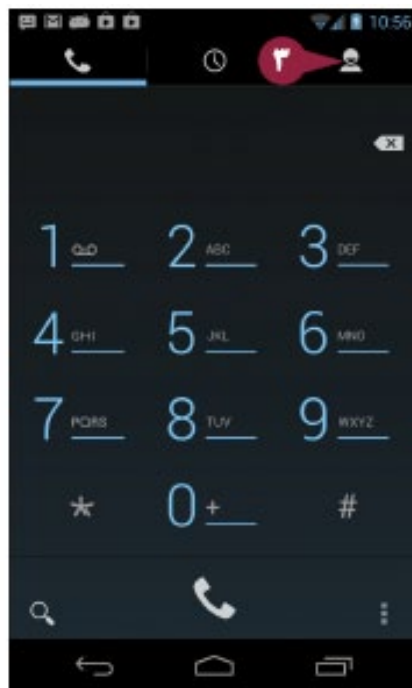 10:56
٣
1 2 ABC 3 DEF
4 GHI 5 JKL 6 MNO
7 PQRS 8 TUV 9 WXYZ
* 0 + #